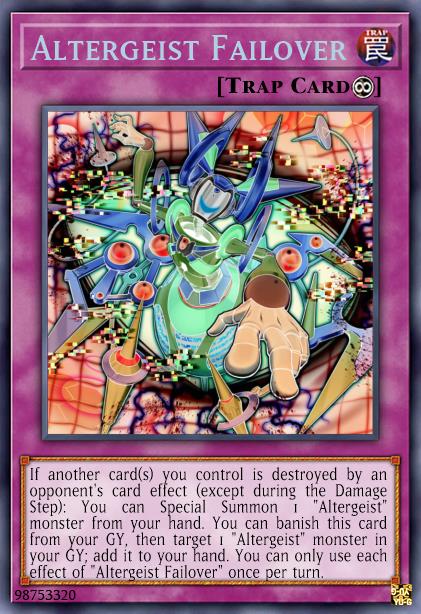 ALTERGEIST FAILOVER
TRAP
罠
[TRAP CARD]
If another card(s) you control is destroyed by an
opponent's card effect (except during the Damage
Step): You can Special Summon 1 "Altergeist"
monster from your hand. You can banish this card
from your GY, then target 1 "Altergeist" monster in
your GY; add it to your hand. You can only use each
effect of "Altergeist Failover" once per turn.
98753320